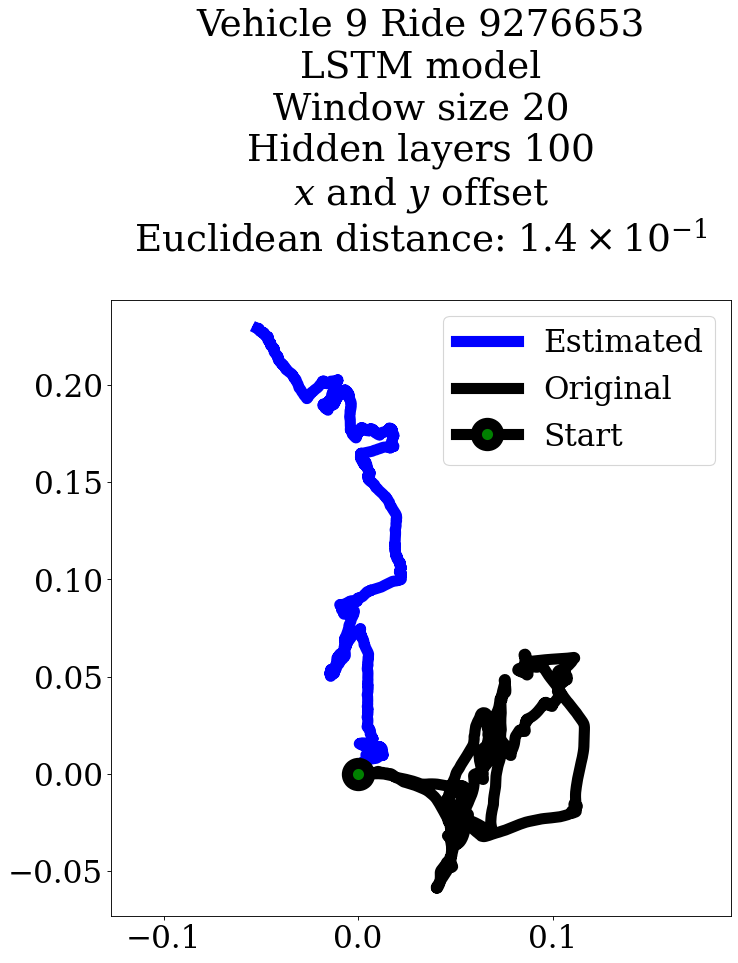 Vehicle 9 Ride 9276653
LSTM model
Window size 20
Hidden layers 100
x and y offset
Euclidean distance: 1.4 × 10⁻¹
Estimated
Original
Start
0.20
0.15
0.10
0.05
0.00
−0.05
−0.1
0.0
0.1